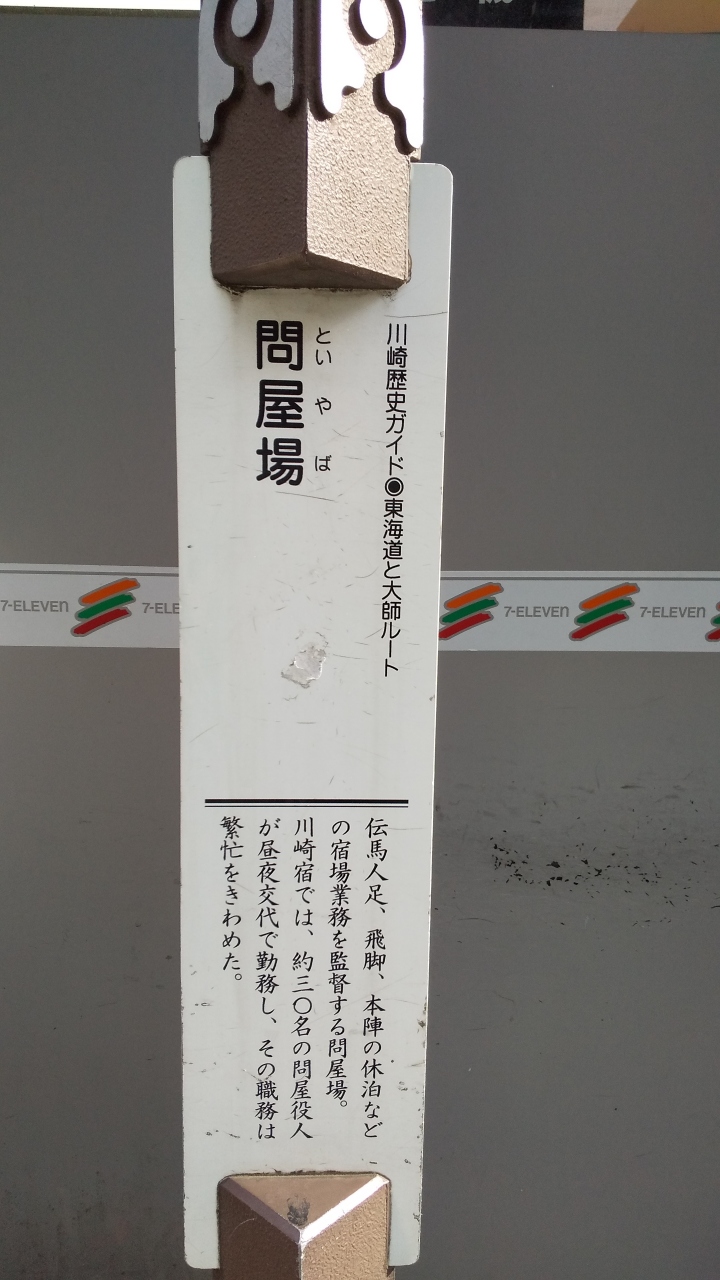 川崎歴史ガイド◉東海道と大師ルート
といやば
問屋場
伝馬人足、飛脚、本陣の休泊など
の宿場業務を監督する問屋場。
川崎宿では、約三〇名の問屋役人
が昼夜交代で勤務し、その職務は
繁忙をきわめた。
7-ELEVEN
7-ELE
7-ELEVEN
7-ELEVEN